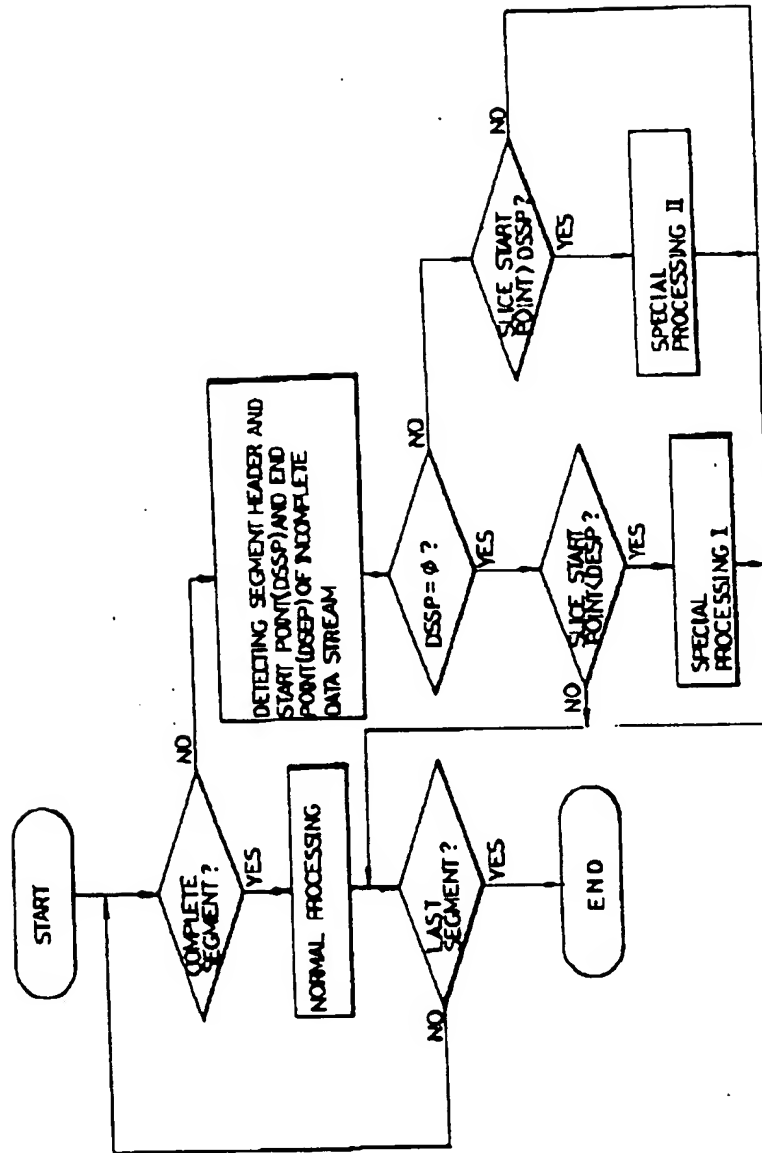 START
COMPLETE
SEGMENT?
NO
YES
NORMAL PROCESSING
LAST
SEGMENT?
NO
YES
END
DETECTING SEGMENT HEADER AND
START POINT(DSSP)AND END
POINT(DSEP)OF INCOMPLETE
DATA STREAM
DSSP=ϕ?
NO
YES
SLICE START
POINT<DESP?
NO
YES
SPECIAL
PROCESSING I
SLICE START
POINT) DSSP?
NO
YES
SPECIAL
PROCESSING II